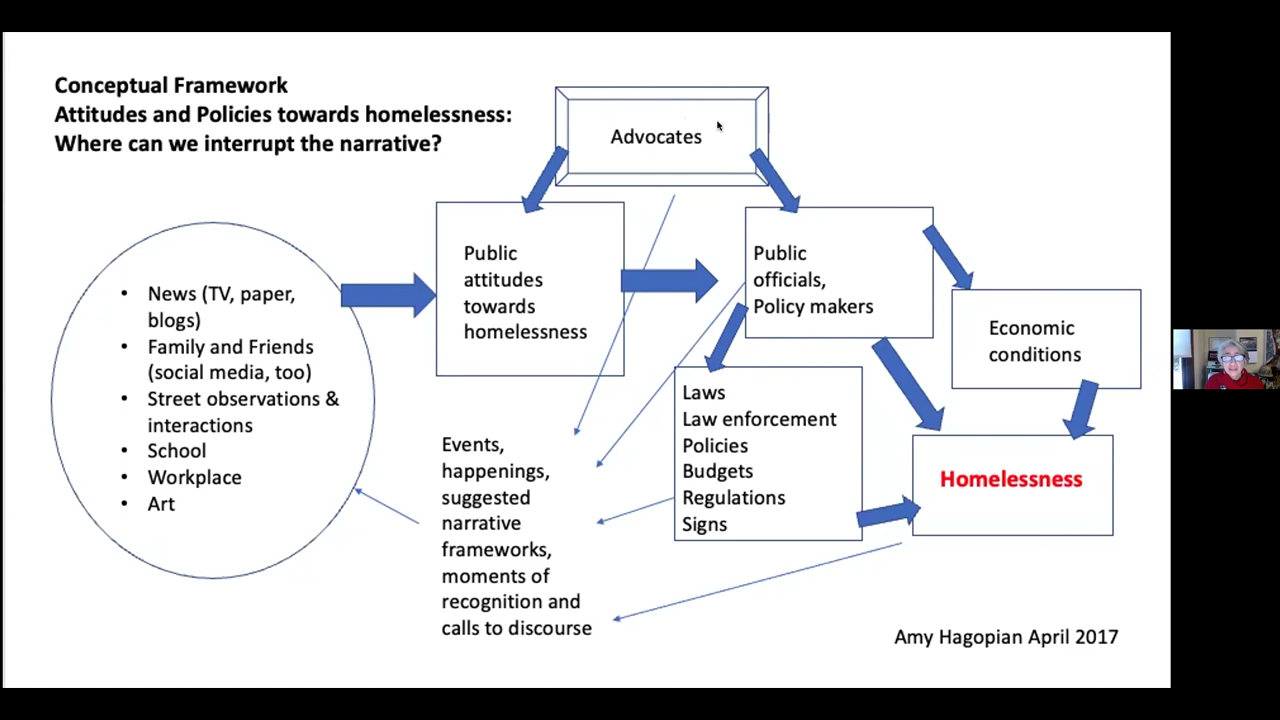 Conceptual Framework
Attitudes and Policies towards homelessness:
Where can we interrupt the narrative?
Advocates
• News (TV, paper,
blogs)
• Family and Friends
(social media, too)
• Street observations &
interactions
• School
• Workplace
• Art
Public
attitudes
towards
homelessness
Public
officials,
Policy makers
Economic
conditions
Laws
Law enforcement
Policies
Budgets
Regulations
Signs
Homelessness
Events,
happenings,
suggested
narrative
frameworks,
moments of
recognition and
calls to discourse
Amy Hagopian April 2017